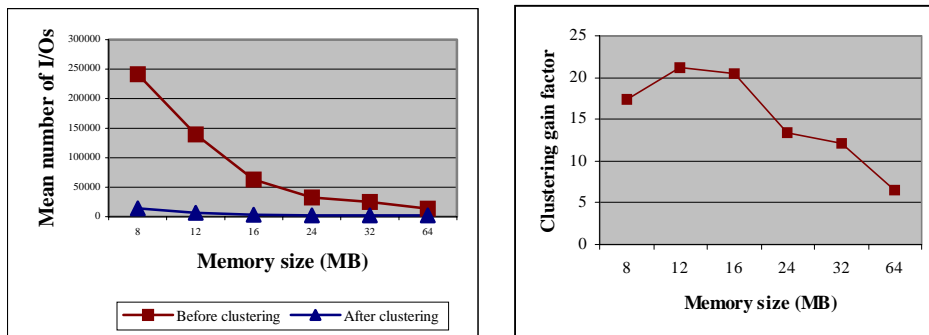 Mean number of I/Os
300000
250000
200000
150000
100000
50000
0
8 12 16 24 32 64
Memory size (MB)
Before clustering After clustering
Clustering gain factor
25
20
15
10
5
0
8 12 16 24 32 64
Memory size (MB)